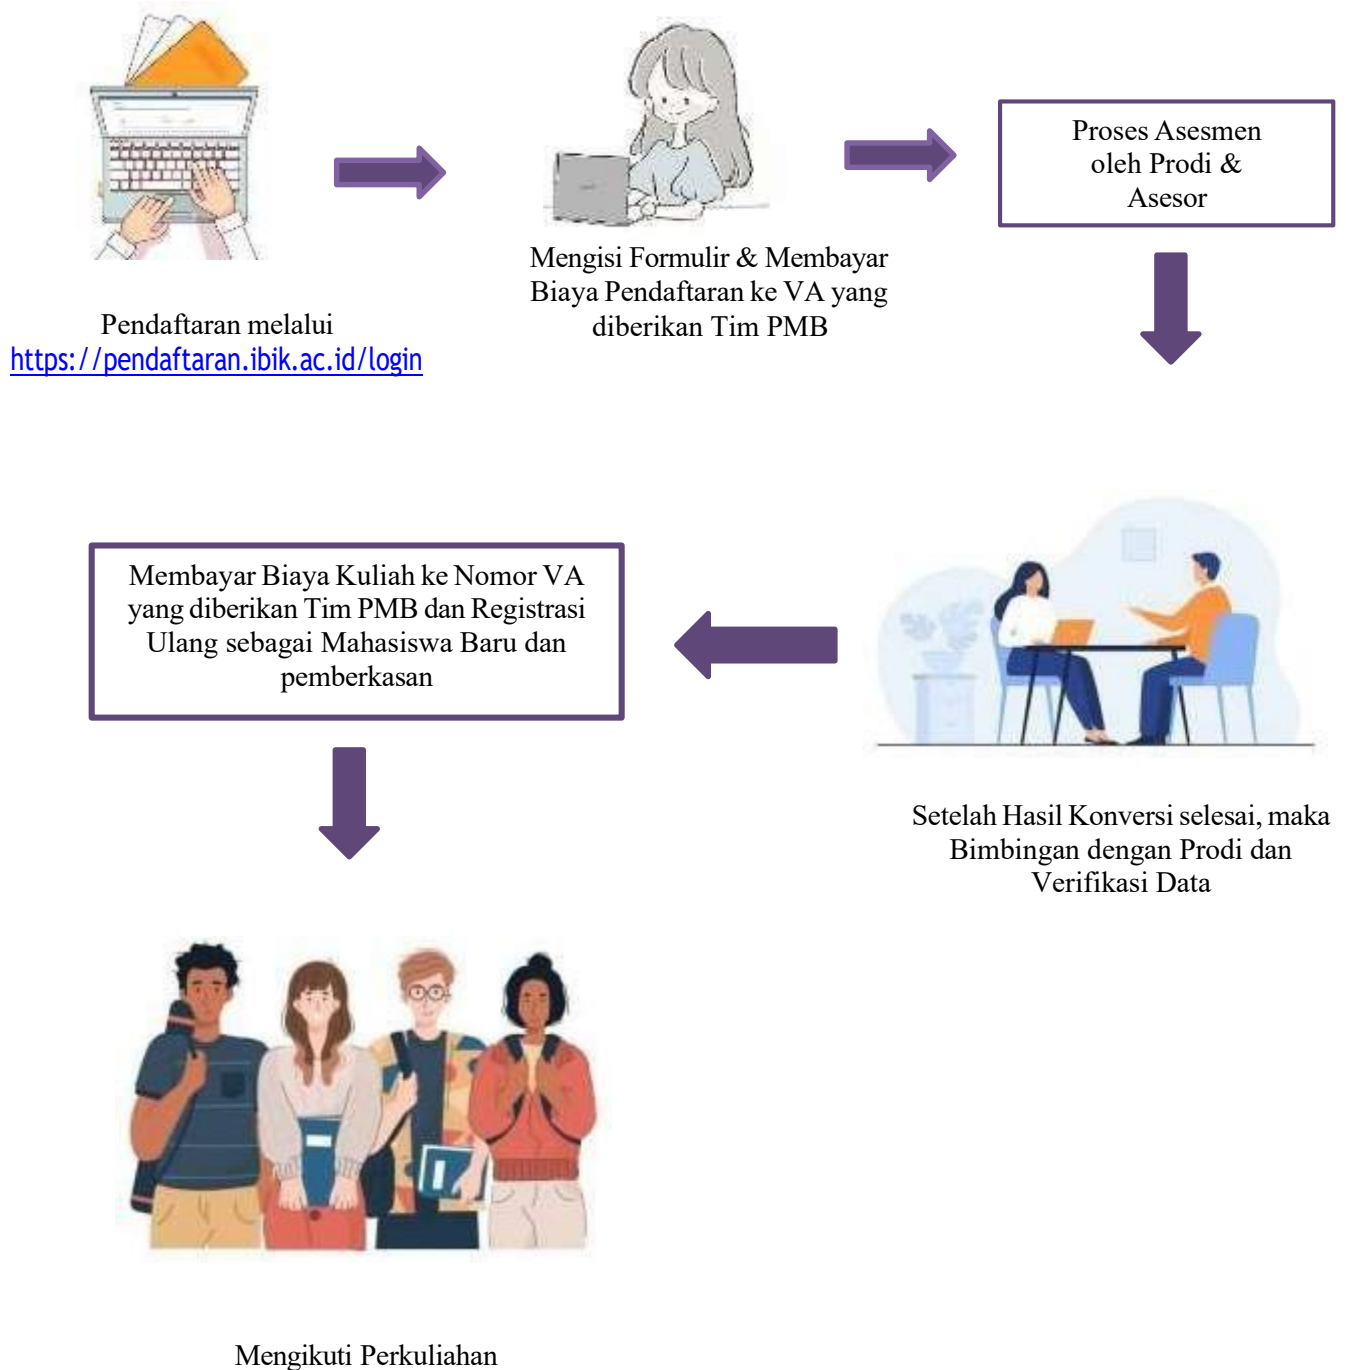 Pendaftaran melalui
https://pendaftaran.ibik.ac.id/login
Mengisi Formulir & Membayar
Biaya Pendaftaran ke VA yang
diberikan Tim PMB
Proses Asesmen
oleh Prodi &
Asesor
Setelah Hasil Konversi selesai, maka
Bimbingan dengan Prodi dan
Verifikasi Data
Membayar Biaya Kuliah ke Nomor VA
yang diberikan Tim PMB dan Registrasi
Ulang sebagai Mahasiswa Baru dan
pemberkasan
Mengikuti Perkuliahan